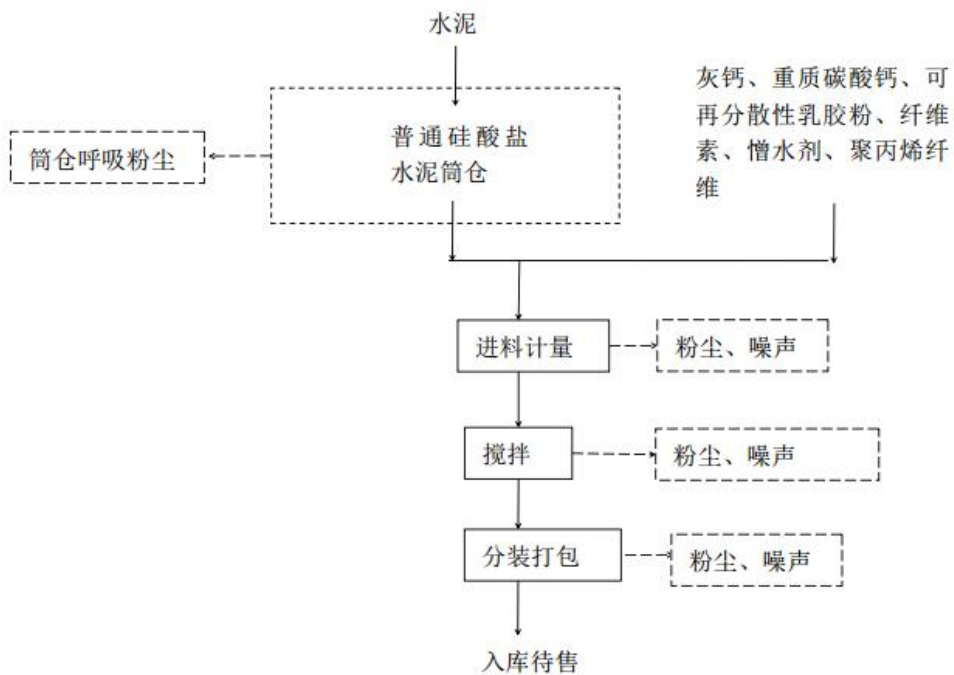 水泥
灰钙、重质碳酸钙、可
再分散性乳胶粉、纤维
素、憎水剂、聚丙烯纤
维
普通硅酸盐
水泥筒仓
筒仓呼吸粉尘
进料计量
粉尘、噪声
搅拌
粉尘、噪声
分装打包
粉尘、噪声
入库待售